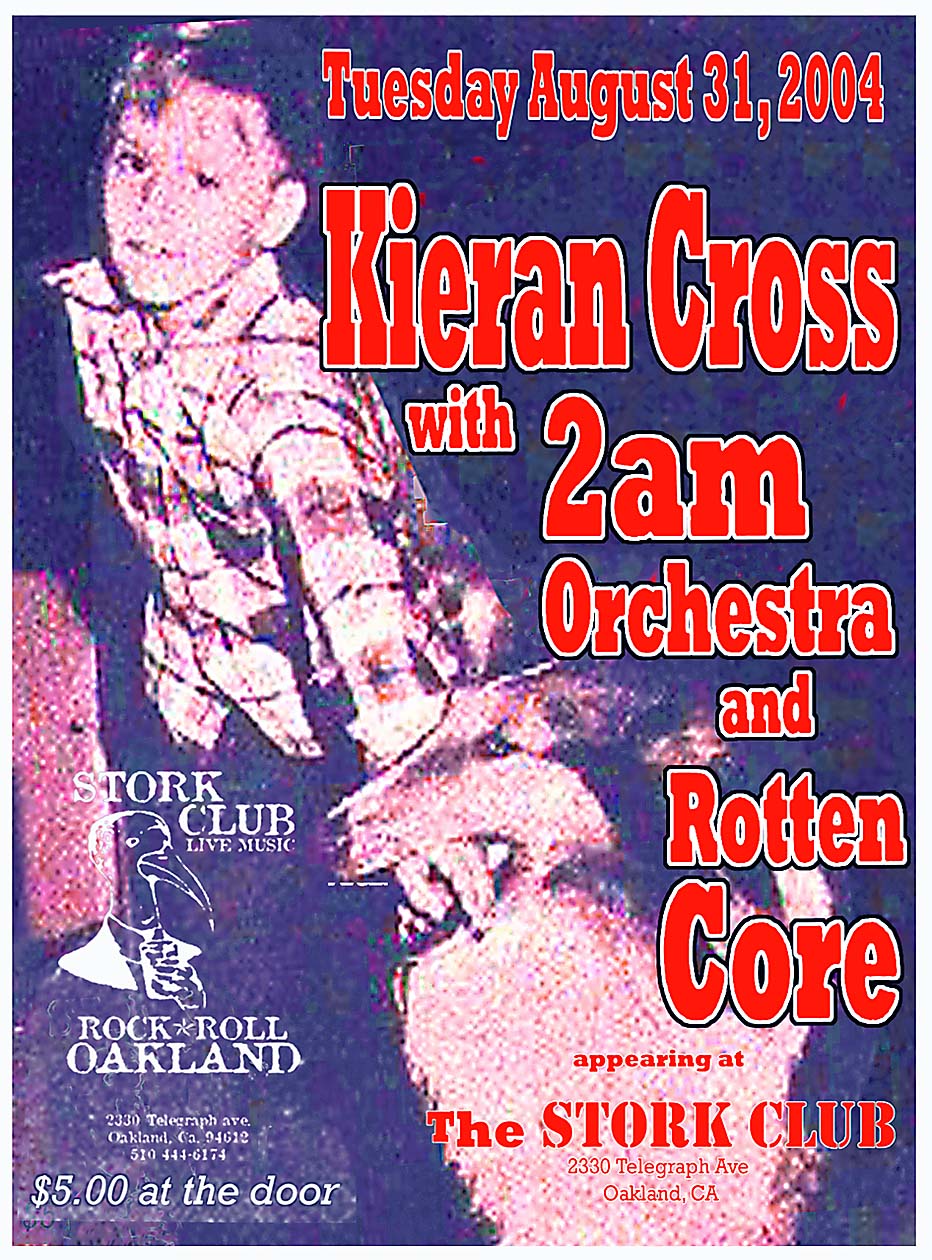 Tuesday August 31, 2004
Kieran Cross
with 2am
Orchestra
and
Rotten
Core
appearing at
The STORK CLUB
2330 Telegraph Ave
Oakland, CA
STORK
CLUB
LIVE MUSIC
ROCK*ROLL
OAKLAND
2330 Telegraph ave.
Oakland, Ca. 94612
510 444-6174
$5.00 at the door